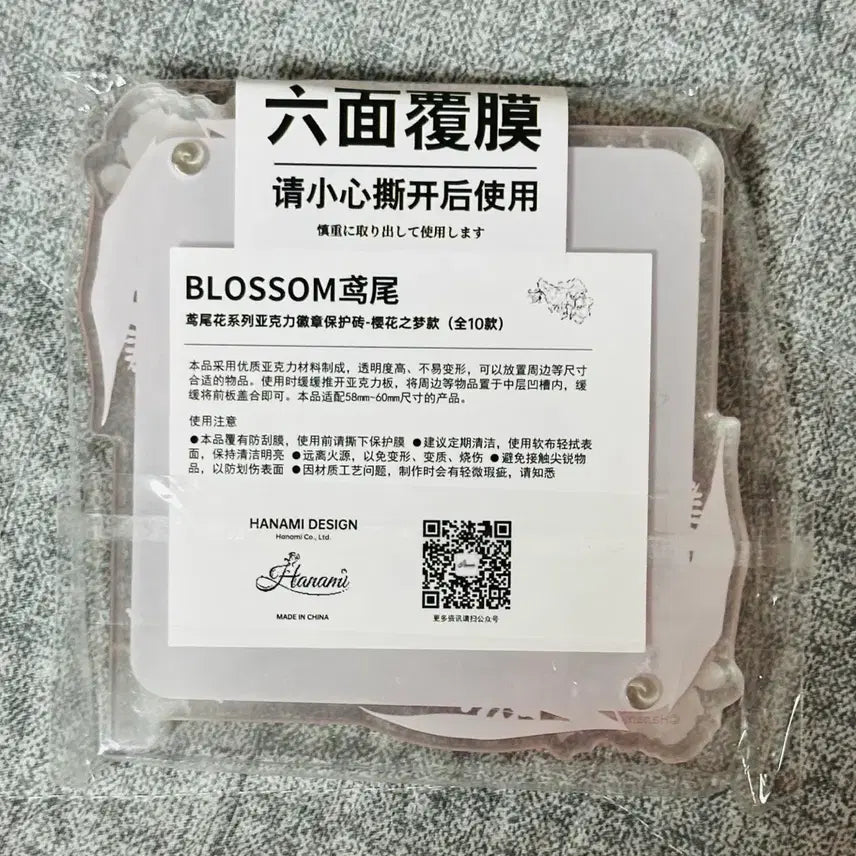 六面覆膜
请小心撕开后使用
慎重に取り出して使用します
BLOSSOM鸢尾
鸢尾花系列亚克力徽章保护砖-樱花之梦款（全10款）
本品采用优质亚克力材料制成，透明度高、不易变形，可以放置周边等尺寸
合适的物品。使用时缓缓推开亚克力板，将周边等物品置于中层凹槽内，缓
缓将前板盖合即可。本品适配58mm~60mm尺寸的产品。
使用注意
●本品覆有防刮膜，使用前请撕下保护膜 ●建议定期清洁，使用软布轻拭表
面，保持清洁明亮 ●远离火源，以免变形、变质、烧伤 ●避免接触尖锐物
品，以防划伤表面 ●因材质工艺问题，制作时会有轻微瑕疵，请知悉
HANAMI DESIGN
Hanami Co., Ltd.
Hanami
MADE IN CHINA
更多资讯请扫公众号